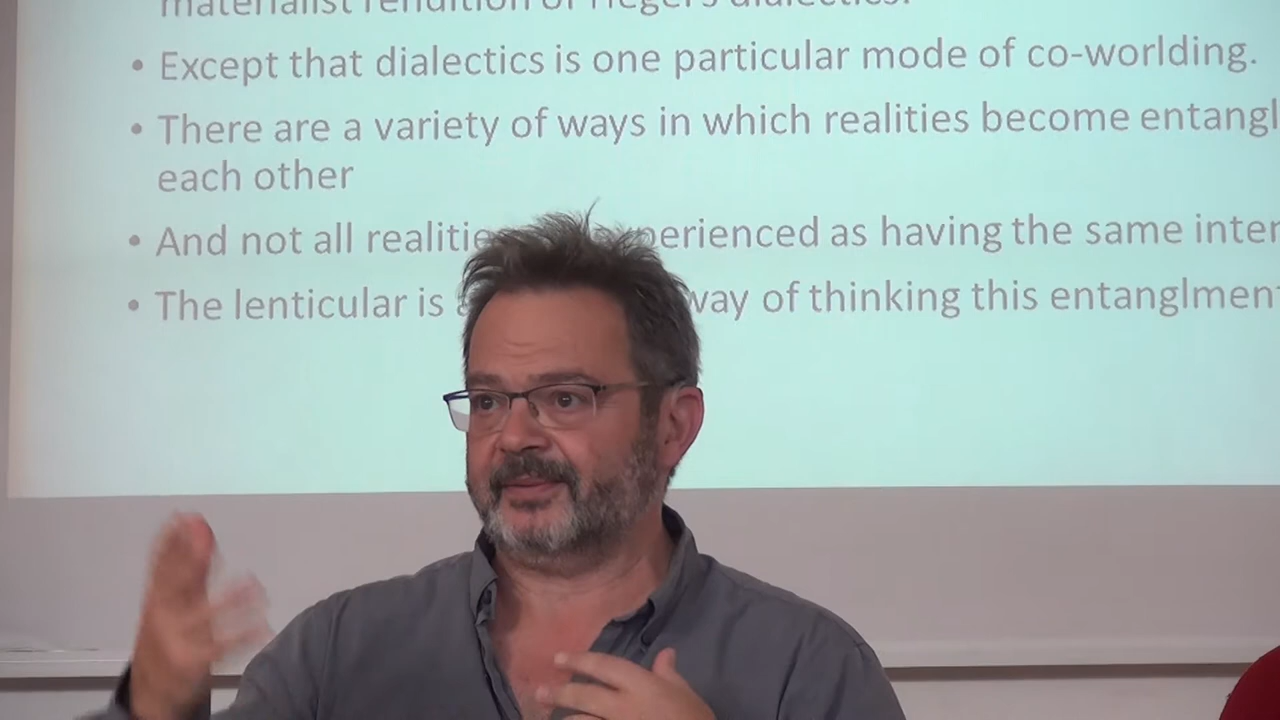 materialist rendition of Hegel's dialectics.
• Except that dialectics is one particular mode of co-worlding.
• There are a variety of ways in which realities become entangl
each other
• And not all realitie perienced as having the same inter
• The lenticular is a way of thinking this entanglment